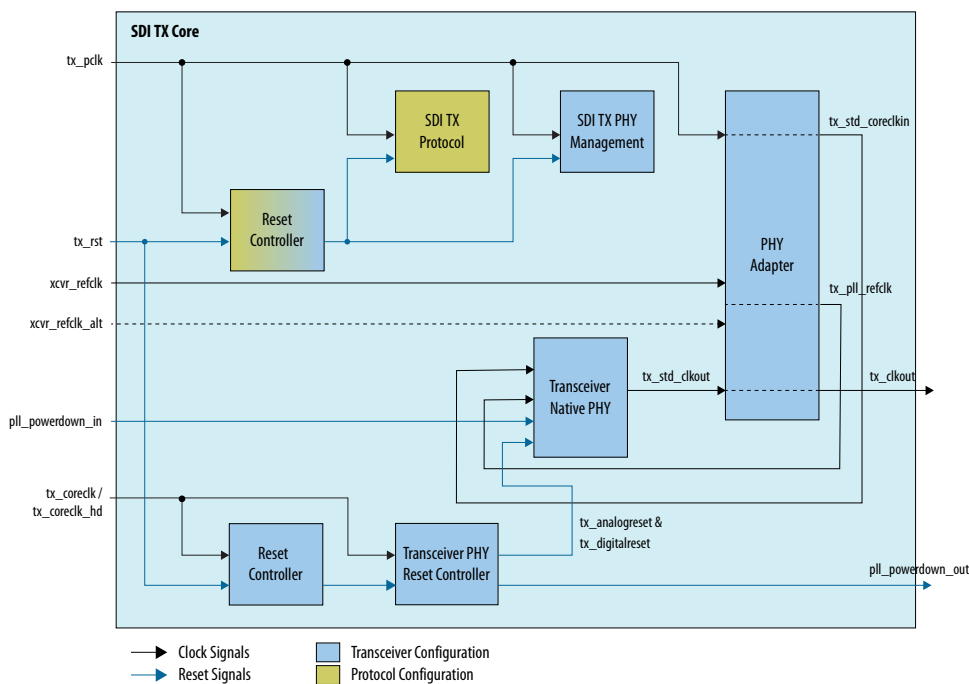 SDI TX Core
tx_pclk
SDI TX
Protocol
SDI TX PHY
Management
tx_std_coreclkin
Reset
Controller
tx_rst
PHY
Adapter
xcvr_refclk
tx_pll_refclk
xcvr_refclk_alt
Transceiver
Native PHY
tx_std_clkout
tx_clkout
pll_powerdown_in
tx_coreclk /
tx_coreclk_hd
tx_analogreset &
tx_digitalreset
Reset
Controller
Transceiver PHY
Reset Controller
pll_powerdown_out
Clock Signals
Transceiver Configuration
Reset Signals
Protocol Configuration